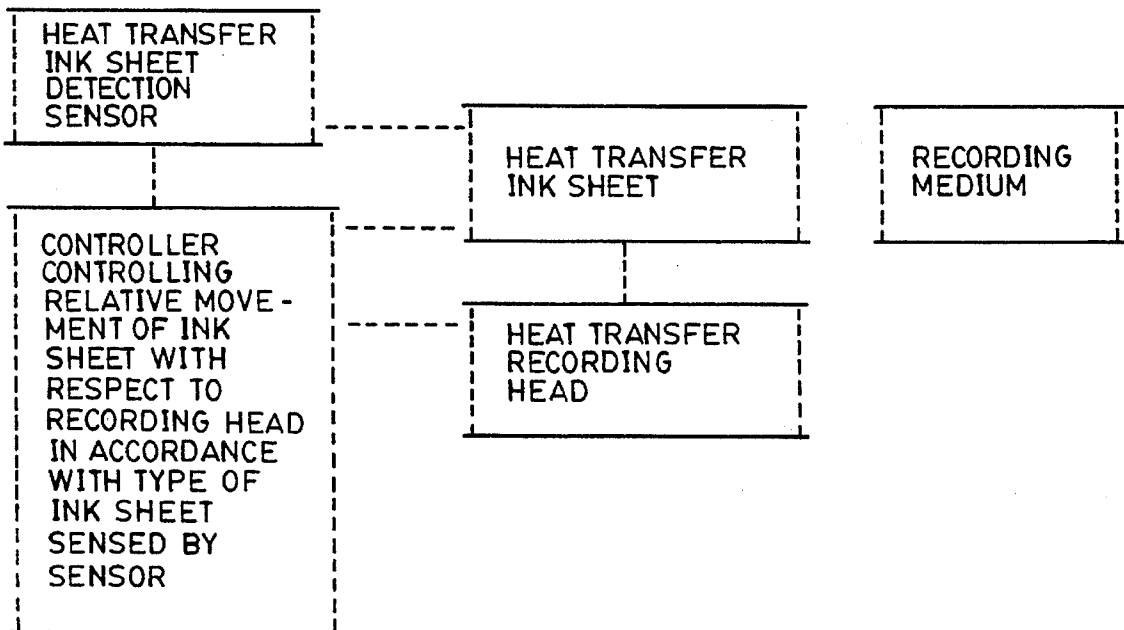 HEAT TRANSFER
INK SHEET
DETECTION
SENSOR
HEAT TRANSFER
INK SHEET
RECORDING
MEDIUM
CONTROLLER
CONTROLLING
RELATIVE MOVE-
MENT OF INK
SHEET WITH
RESPECT TO
RECORDING HEAD
IN ACCORDANCE
WITH TYPE OF
INK SHEET
SENSED BY
SENSOR
HEAT TRANSFER
RECORDING
HEAD